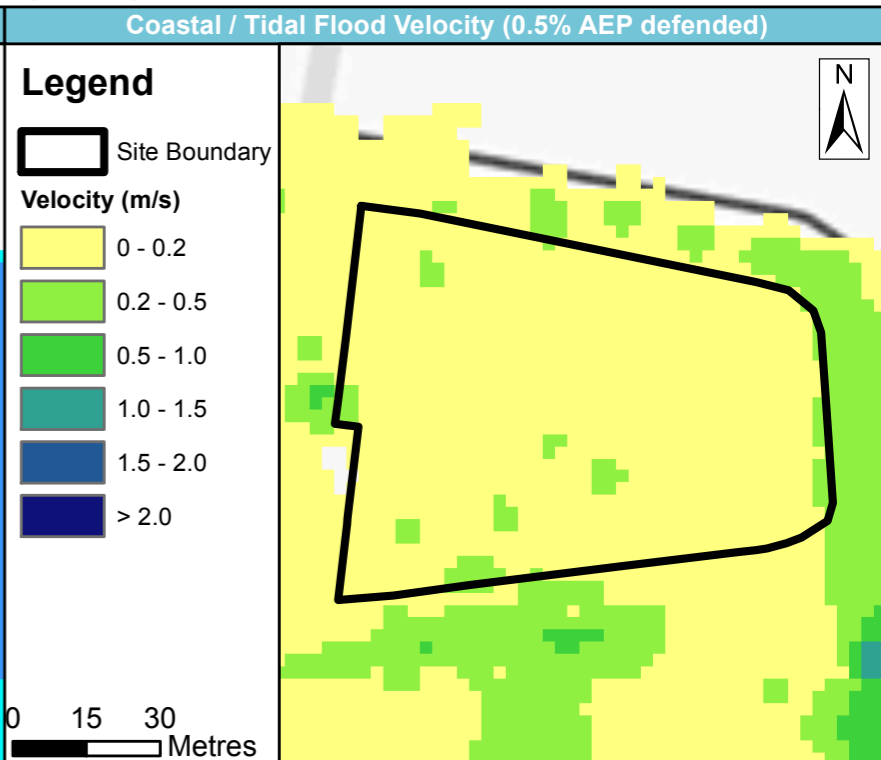 Coastal / Tidal Flood Velocity (0.5% AEP defended)
Legend
Site Boundary
Velocity (m/s)
0 - 0.2
0.2 - 0.5
0.5 - 1.0
1.0 - 1.5
1.5 - 2.0
> 2.0
0 15 30
Metres
N